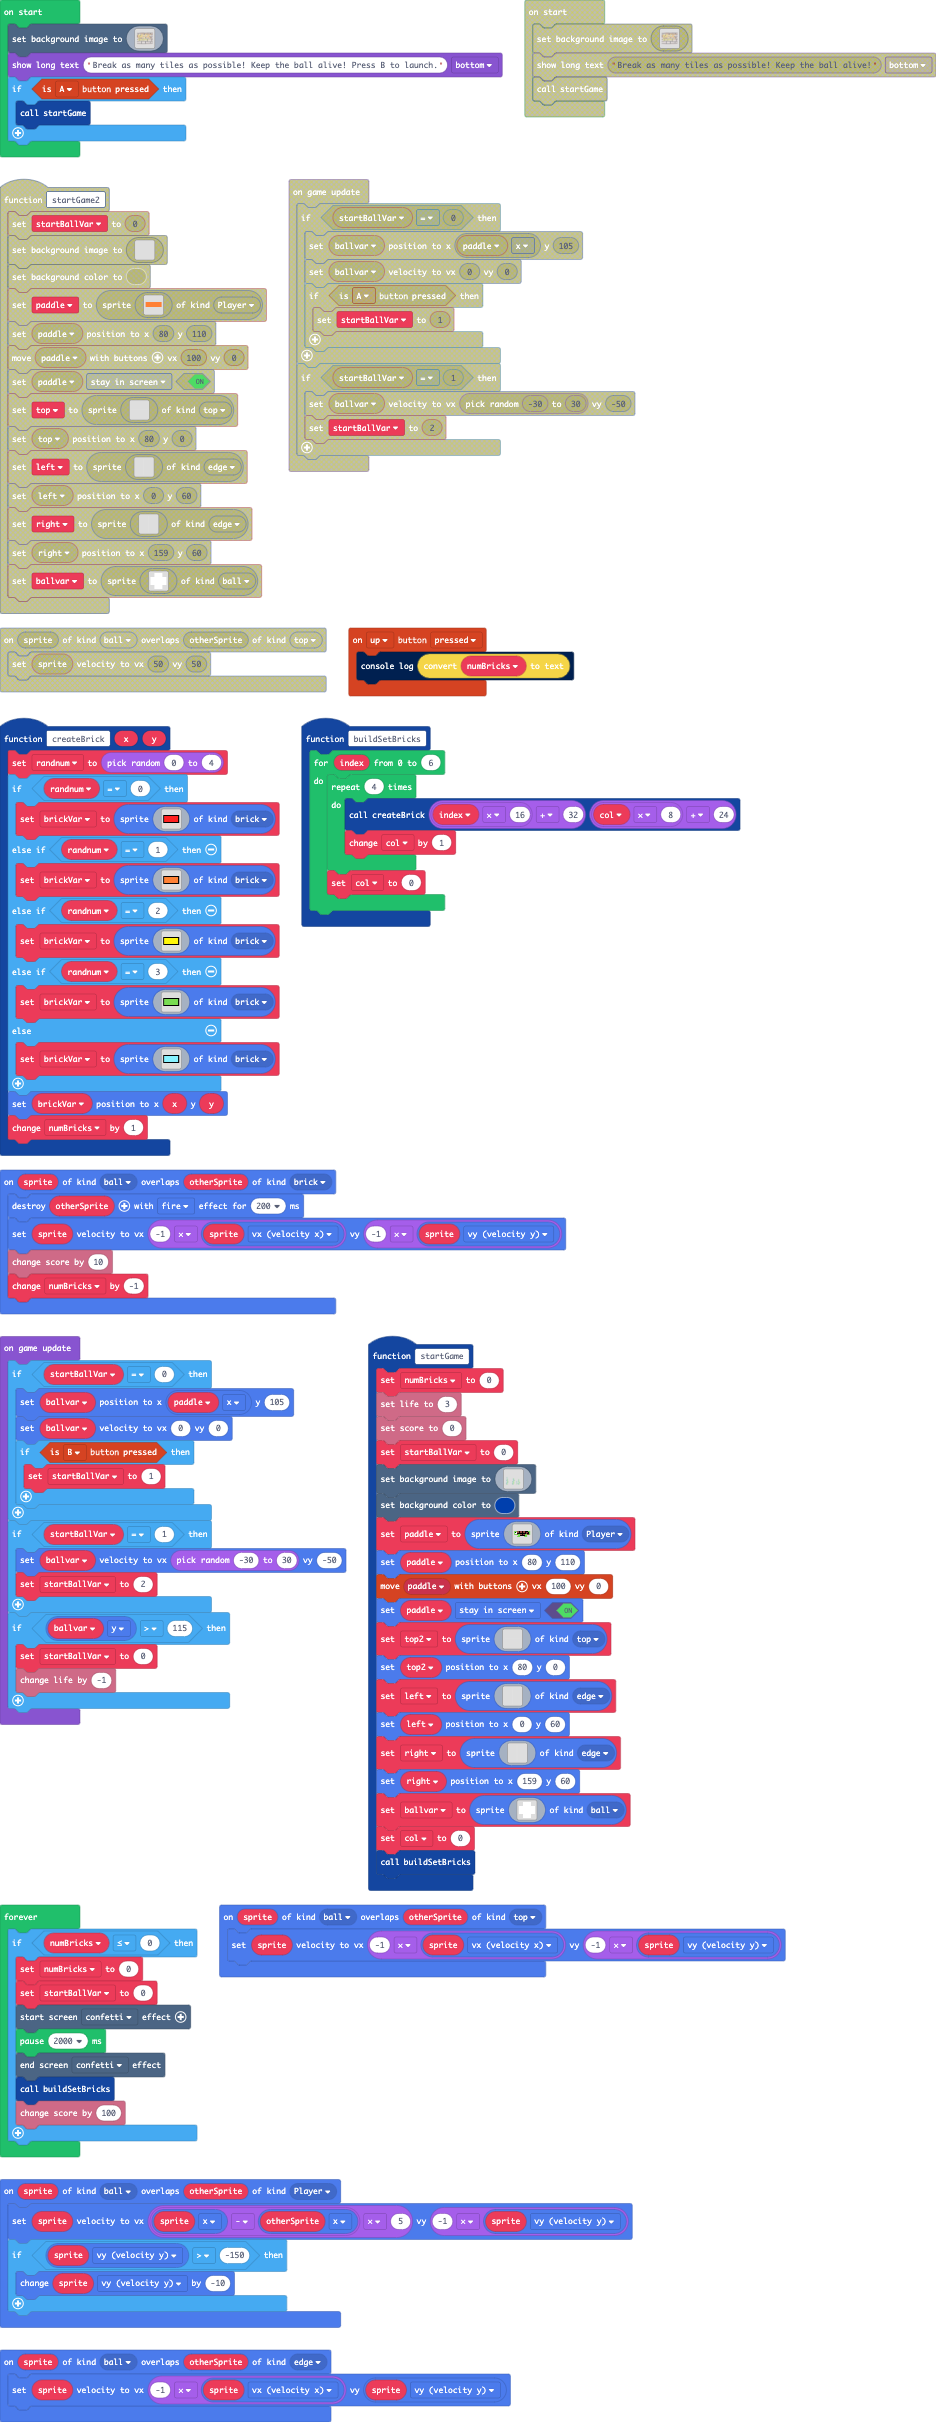 on start
set background image to
show long text "Break as many tiles as possible! Keep the ball alive! Press B to launch." bottom
if is A button pressed then
call startGame
on start
set background image to
show long text "Break as many tiles as possible! Keep the ball alive!" bottom
call startGame
function startGame2
set startBallVar to 0
set background image to
set background color to
set paddle to sprite of kind Player
set paddle position to x 80 y 110
move paddle with buttons vx 100 vy 0
set paddle stay in screen ON
set top to sprite of kind top
set top position to x 80 y 0
set left to sprite of kind edge
set left position to x 0 y 60
set right to sprite of kind edge
set right position to x 159 y 60
set ballvar to sprite of kind ball
on game update
if startBallVar = 0 then
set ballvar position to x paddle x y 105
set ballvar velocity to vx 0 vy 0
if is A button pressed then
set startBallVar to 1
if startBallVar = 1 then
set ballvar velocity to vx pick random -30 to 30 vy -50
set startBallVar to 2
on sprite of kind ball overlaps otherSprite of kind top
set sprite velocity to vx 50 vy 50
on up button pressed
console log convert numBricks to text
function createBrick x y
set randnum to pick random 0 to 4
if randnum = 0 then
set brickVar to sprite of kind brick
else if randnum = 1 then
set brickVar to sprite of kind brick
else if randnum = 2 then
set brickVar to sprite of kind brick
else if randnum = 3 then
set brickVar to sprite of kind brick
else
set brickVar to sprite of kind brick
set brickVar position to x x y y
change numBricks by 1
function buildSetBricks
for index from 0 to 6
do
repeat 4 times
do
call createBrick index × 16 + 32 col × 8 + 24
change col by 1
set col to 0
on sprite of kind ball overlaps otherSprite of kind brick
destroy otherSprite with fire effect for 200 ms
set sprite velocity to vx -1 × sprite vx (velocity x) vy -1 × sprite vy (velocity y)
change score by 10
change numBricks by -1
on game update
if startBallVar = 0 then
set ballvar position to x paddle x y 105
set ballvar velocity to vx 0 vy 0
if is B button pressed then
set startBallVar to 1
if startBallVar = 1 then
set ballvar velocity to vx pick random -30 to 30 vy -50
set startBallVar to 2
if ballvar y > 115 then
set startBallVar to 0
change life by -1
function startGame
set numBricks to 0
set life to 3
set score to 0
set startBallVar to 0
set background image to
set background color to
set paddle to sprite of kind Player
set paddle position to x 80 y 110
move paddle with buttons vx 100 vy 0
set paddle stay in screen ON
set top2 to sprite of kind top
set top2 position to x 80 y 0
set left to sprite of kind edge
set left position to x 0 y 60
set right to sprite of kind edge
set right position to x 159 y 60
set ballvar to sprite of kind ball
set col to 0
call buildSetBricks
forever
if numBricks ≤ 0 then
set numBricks to 0
set startBallVar to 0
start screen confetti effect
pause 2000 ms
end screen confetti effect
call buildSetBricks
change score by 100
on sprite of kind ball overlaps otherSprite of kind top
set sprite velocity to vx -1 × sprite vx (velocity x) vy -1 × sprite vy (velocity y)
on sprite of kind ball overlaps otherSprite of kind Player
set sprite velocity to vx sprite x - otherSprite x × 5 vy -1 × sprite vy (velocity y)
if sprite vy (velocity y) > -150 then
change sprite vy (velocity y) by -10
on sprite of kind ball overlaps otherSprite of kind edge
set sprite velocity to vx -1 × sprite vx (velocity x) vy sprite vy (velocity y)